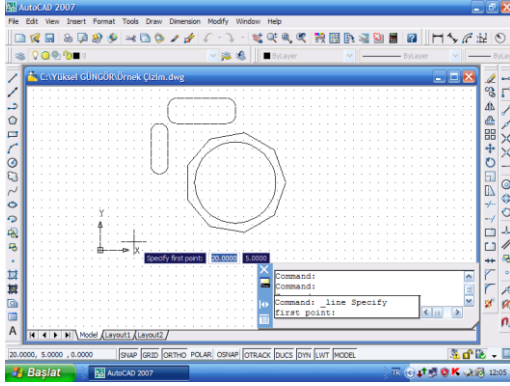 AutoCAD 2007
File Edit View Insert Format Tools Draw Dimension Modify Window Help
ByLayer ByLayer
C:\Yüksel GÜNGÖR\Örnek Çizim.dwg
Y
X
Specify first point: 20.0000 5.0000
Command:
Command:
Command: _line Specify
first point:
A
Model Layout1 Layout2
20.0000, 5.0000 , 0.0000 SNAP GRID ORTHO POLAR OSNAP OTRACK DUCS DYN LWT MODEL
Başlat AutoCAD 2007 TR 12:05